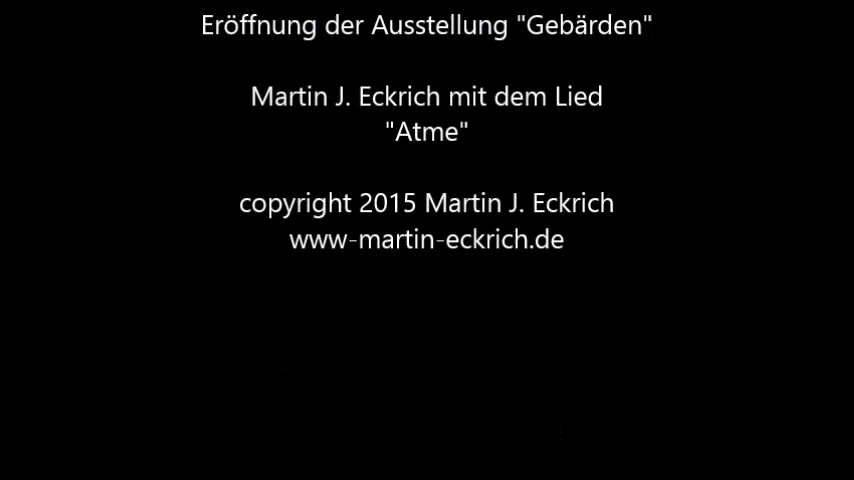 Eröffnung der Ausstellung "Gebärden"
Martin J. Eckrich mit dem Lied
"Atme"
copyright 2015 Martin J. Eckrich
www-martin-eckrich.de